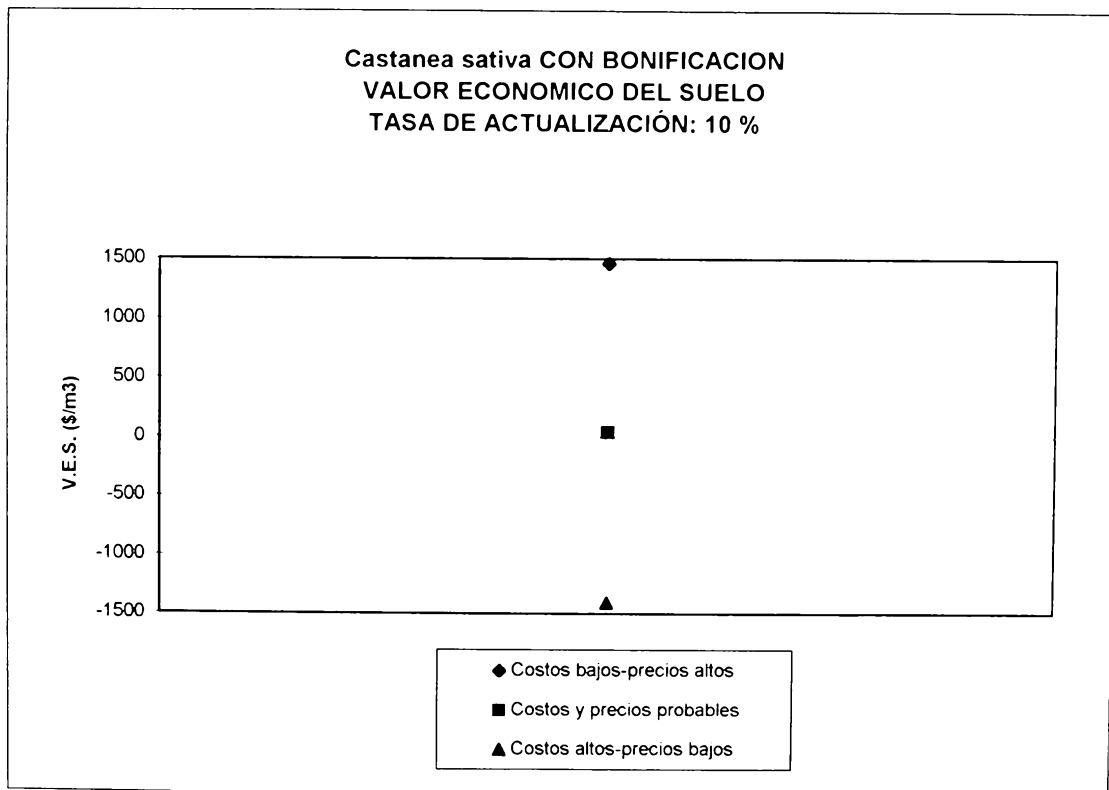 Castanea sativa CON BONIFICACION
VALOR ECONOMICO DEL SUELO
TASA DE ACTUALIZACIÓN: 10 %
V.E.S. ($/m3)
1500
1000
500
0
-500
-1000
-1500
Costos bajos-precios altos
Costos y precios probables
Costos altos-precios bajos